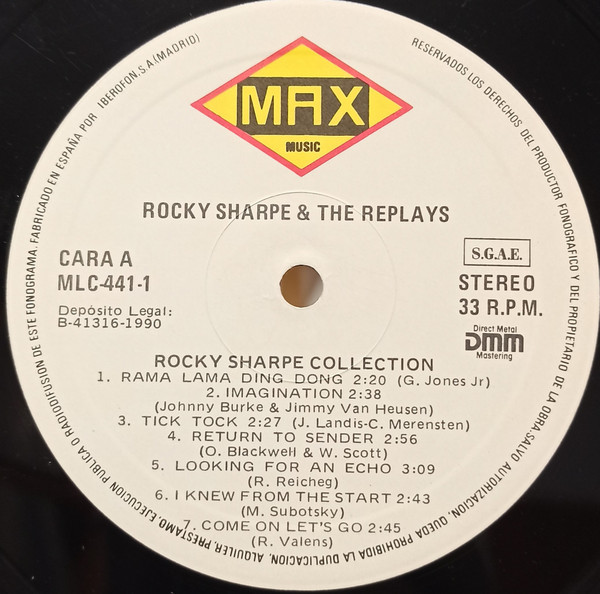 MAX
MUSIC
ROCKY SHARPE & THE REPLAYS
CARA A
MLC-441-1
Depósito Legal:
B-41316-1990
S.G.A.E.
STEREO
33 R.P.M.
Direct Metal
DMM
Mastering
ROCKY SHARPE COLLECTION
1. RAMA LAMA DING DONG 2:20 (G. Jones Jr)
2. IMAGINATION 2:38
(Johnny Burke & Jimmy Van Heusen)
3. TICK TOCK 2:27 (J. Landis-C. Merensten)
4. RETURN TO SENDER 2:56
(O. Blackwell & W. Scott)
5. LOOKING FOR AN ECHO 3:09
(R. Reicheg)
6. I KNEW FROM THE START 2:43
(M. Subotsky)
7. COME ON LET'S GO 2:45
(R. Valens)
RESERVADOS LOS DERECHOS DEL PRODUCTOR FONOGRAFICO Y DEL PROPIETARIO DE LA OBRA. SALVO AUTORIZACION, QUEDA PROHIBIDA LA DUPLICACION, ALQUILER, PRESTAMO, EJECUCION PUBLICA O RADIODIFUSION DE ESTE FONOGRAMA. FABRICADO EN ESPAÑA POR IBEROFON, S.A. (MADRID)